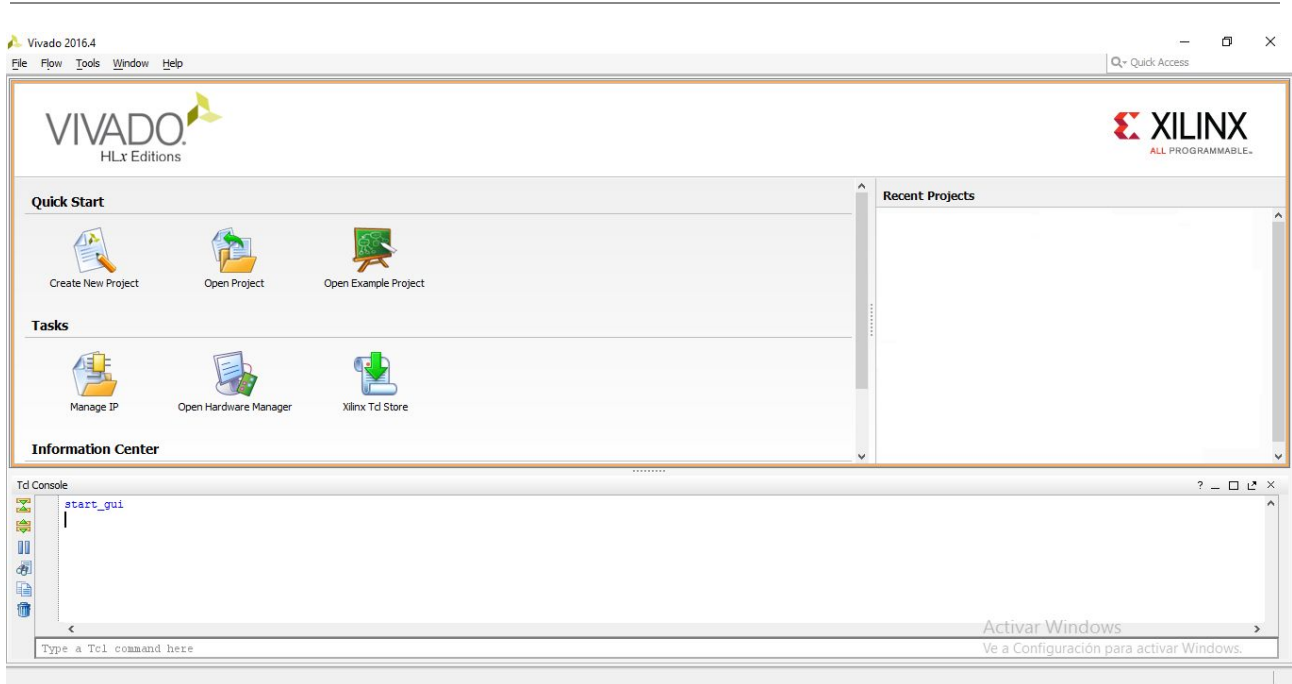 Vivado 2016.4
File Flow Tools Window Help
Quick Access
VIVADO.
HLx Editions
XILINX
ALL PROGRAMMABLE™
Quick Start
Recent Projects
Create New Project Open Project Open Example Project
Tasks
Manage IP Open Hardware Manager Xilinx Tcl Store
Information Center
Tcl Console
start_gui
Activar Windows
Type a Tcl command here
Ve a Configuración para activar Windows.